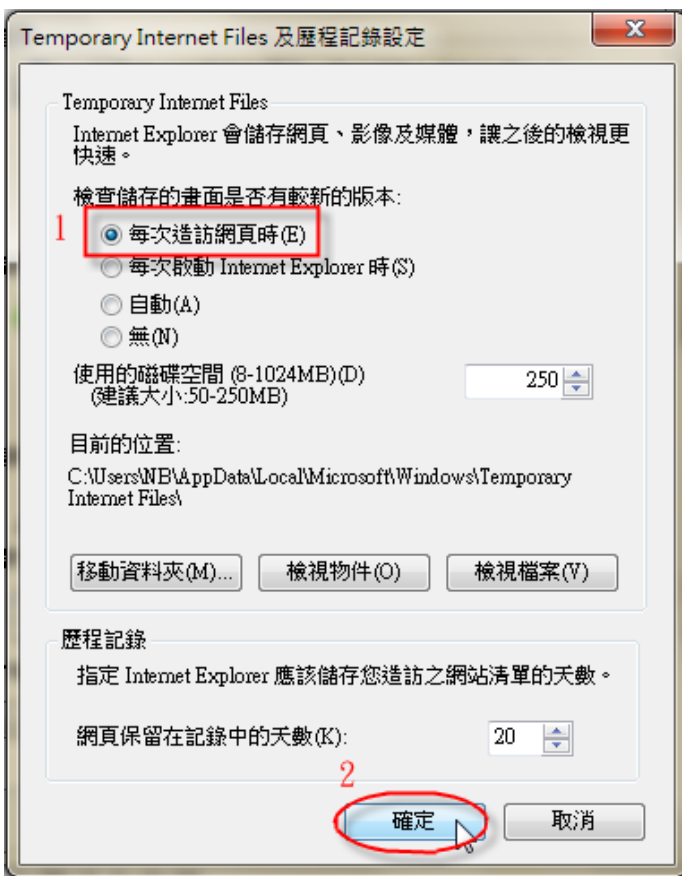 Temporary Internet Files 及歷程記錄設定
Temporary Internet Files
Internet Explorer 會儲存網頁、影像及媒體，讓之後的檢視更
快速。
檢查儲存的畫面是否有較新的版本:
1
每次造訪網頁時(E)
每次啟動 Internet Explorer 時(S)
自動(A)
無(N)
使用的磁碟空間 (8-1024MB)(D)
250
(建議大小:50-250MB)
目前的位置:
C:\Users\NB\AppData\Local\Microsoft\Windows\Temporary
Internet Files\
移動資料夾(M)... 檢視物件(O) 檢視檔案(V)
歷程記錄
指定 Internet Explorer 應該儲存您造訪之網站清單的天數。
網頁保留在記錄中的天數(K): 20
2
確定 取消